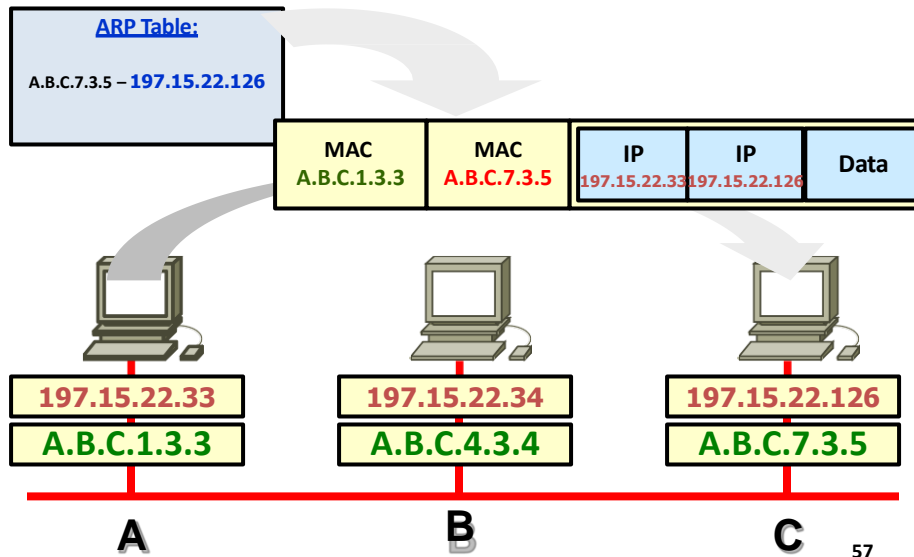 ARP Table:
A.B.C.7.3.5 – 197.15.22.126
MAC
A.B.C.1.3.3
MAC
A.B.C.7.3.5
IP
197.15.22.33
IP
197.15.22.126
Data
197.15.22.33
A.B.C.1.3.3
197.15.22.34
A.B.C.4.3.4
197.15.22.126
A.B.C.7.3.5
A
B
C
57